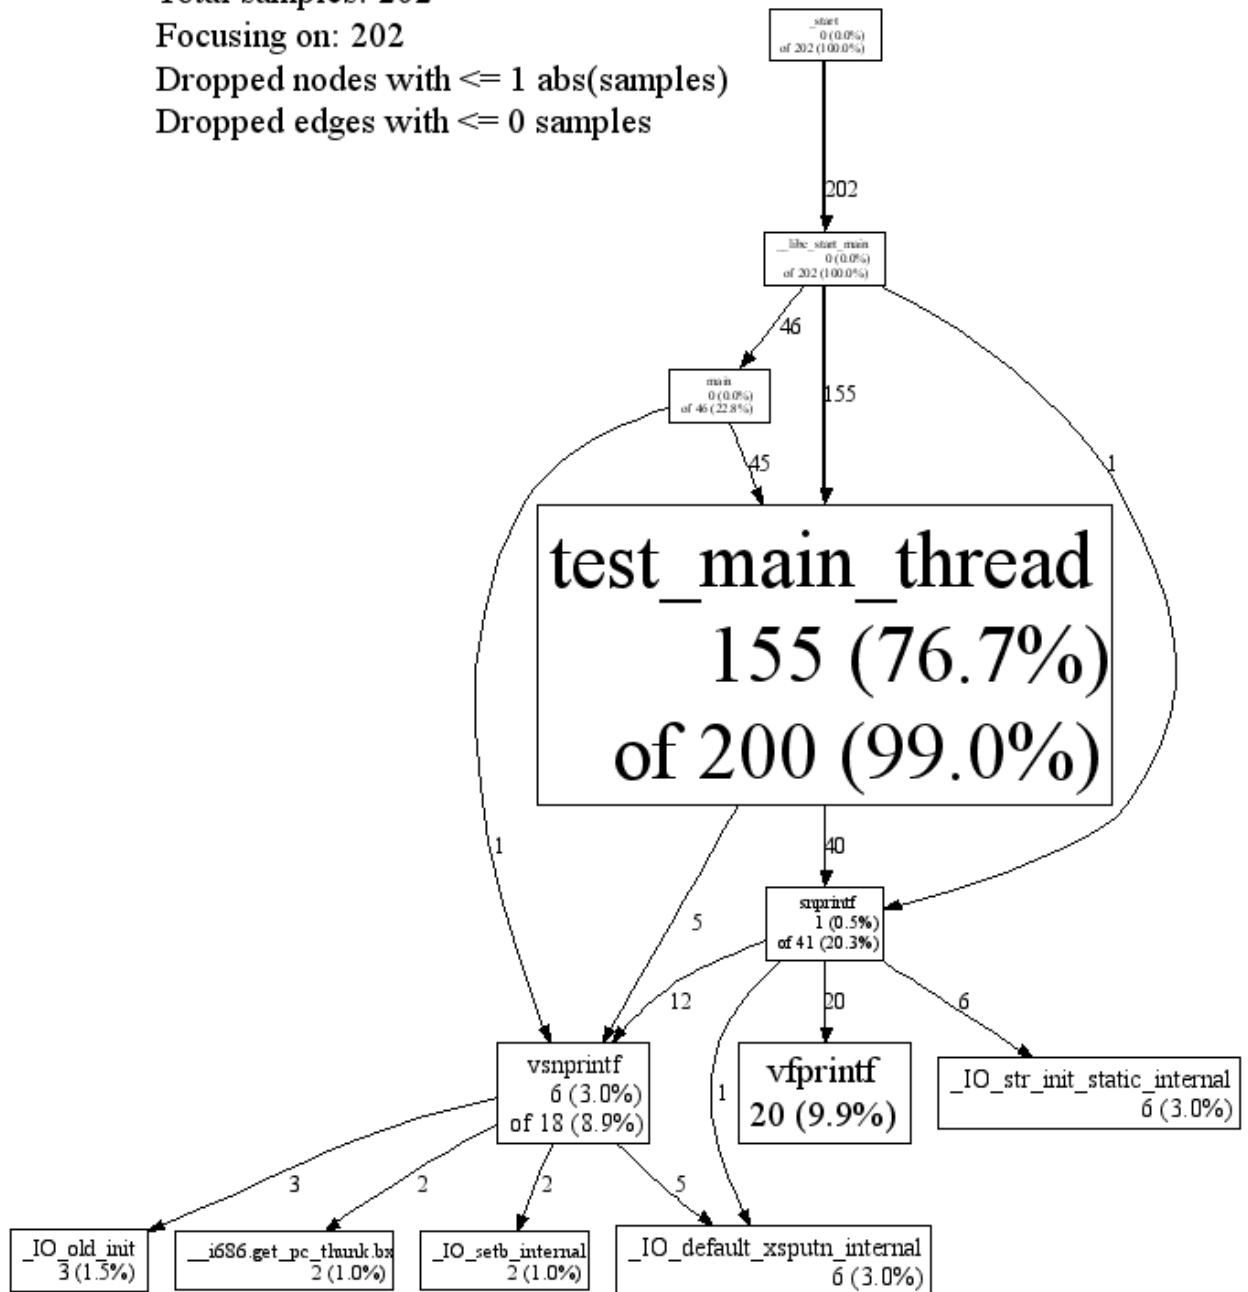 Total samples: 202
Focusing on: 202
Dropped nodes with <= 1 abs(samples)
Dropped edges with <= 0 samples
_start
0 (0.0%)
of 202 (100.0%)
202
__libc_start_main
0 (0.0%)
of 202 (100.0%)
46
155
1
main
0 (0.0%)
of 46 (22.8%)
45
test_main_thread
155 (76.7%)
of 200 (99.0%)
1
40
5
snprintf
1 (0.5%)
of 41 (20.3%)
12
20
6
1
vsnprintf
6 (3.0%)
of 18 (8.9%)
vfprintf
20 (9.9%)
_IO_str_init_static_internal
6 (3.0%)
3
2
2
5
_IO_old_init
3 (1.5%)
__i686.get_pc_thunk.bx
2 (1.0%)
_IO_setb_internal
2 (1.0%)
_IO_default_xsputn_internal
6 (3.0%)